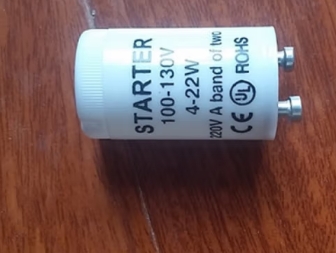 STARTER
100-130V
4-22W
220V A band of two
CE UL ROHS